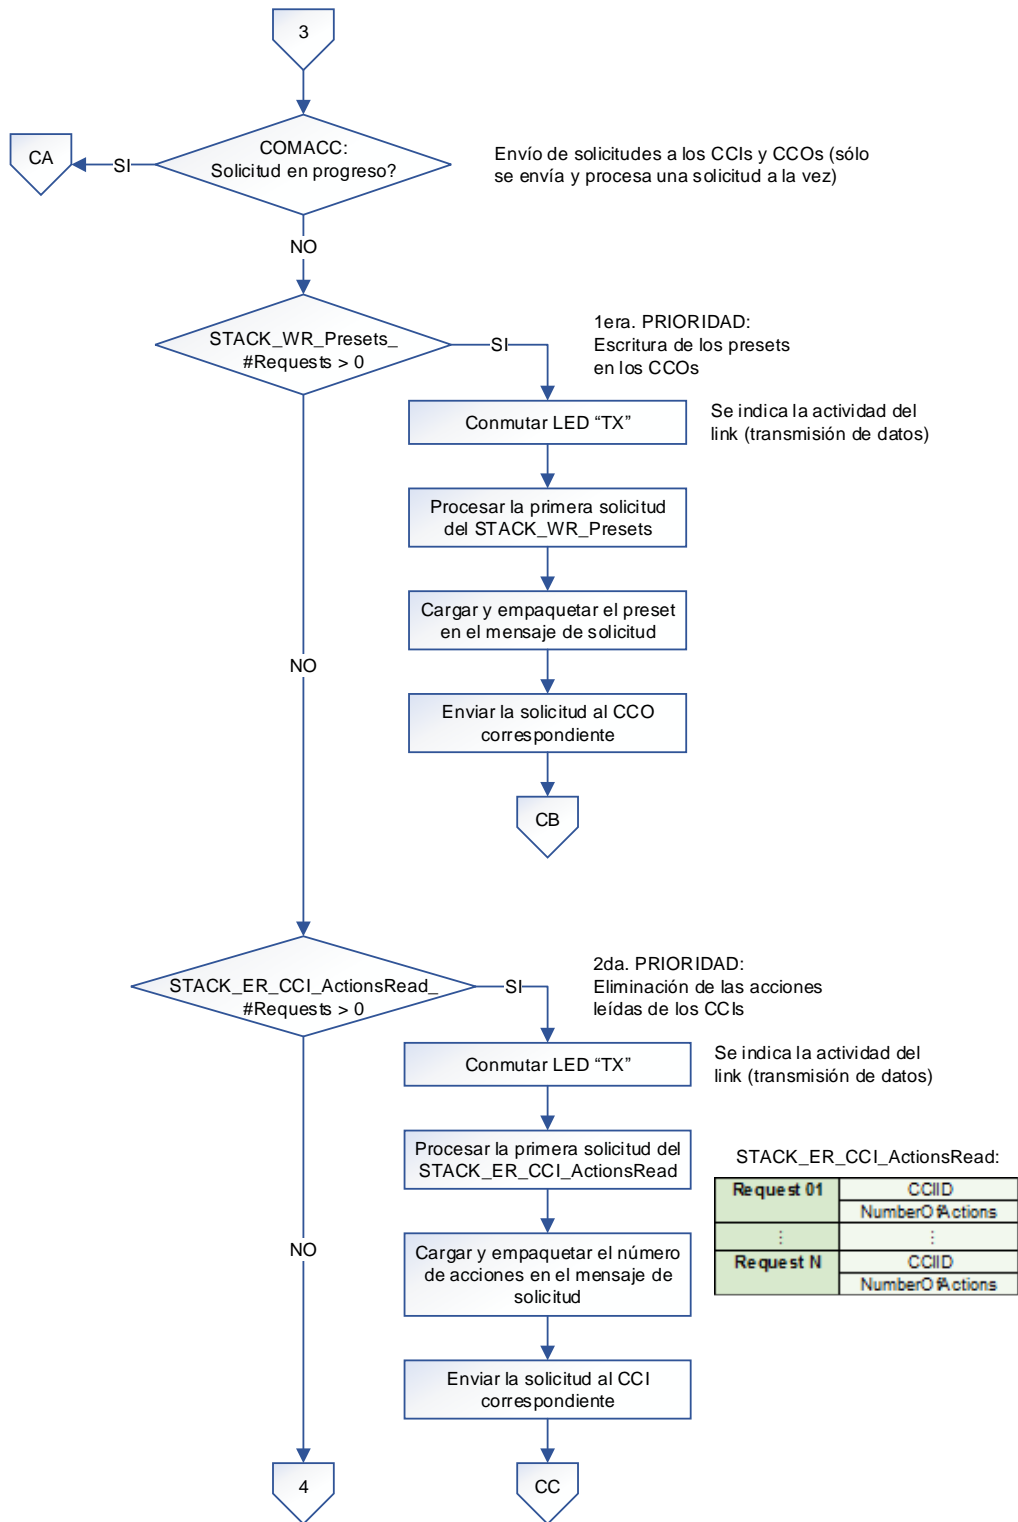 3
COMACC:
Solicitud en progreso?
CA
SI
Envío de solicitudes a los CCIs y CCOs (sólo
se envía y procesa una solicitud a la vez)
NO
STACK_WR_Presets_
#Requests > 0
SI
1era. PRIORIDAD:
Escritura de los presets
en los CCOs
Conmutar LED “TX”
Se indica la actividad del
link (transmisión de datos)
Procesar la primera solicitud
del STACK_WR_Presets
Cargar y empaquetar el preset
en el mensaje de solicitud
NO
Enviar la solicitud al CCO
correspondiente
CB
STACK_ER_CCI_ActionsRead_
#Requests > 0
SI
2da. PRIORIDAD:
Eliminación de las acciones
leídas de los CCIs
Conmutar LED “TX”
Se indica la actividad del
link (transmisión de datos)
Procesar la primera solicitud del
STACK_ER_CCI_ActionsRead
STACK_ER_CCI_ActionsRead:
Request 01 CCIID
NumberOfActions
⋮ ⋮
Request N CCIID
NumberOfActions
NO
Cargar y empaquetar el número
de acciones en el mensaje de
solicitud
Enviar la solicitud al CCI
correspondiente
4
CC